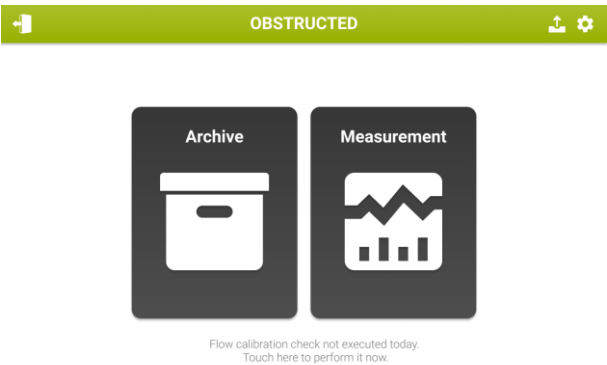 OBSTRUCTED
Archive
Measurement
Flow calibration check not executed today.
Touch here to perform it now.